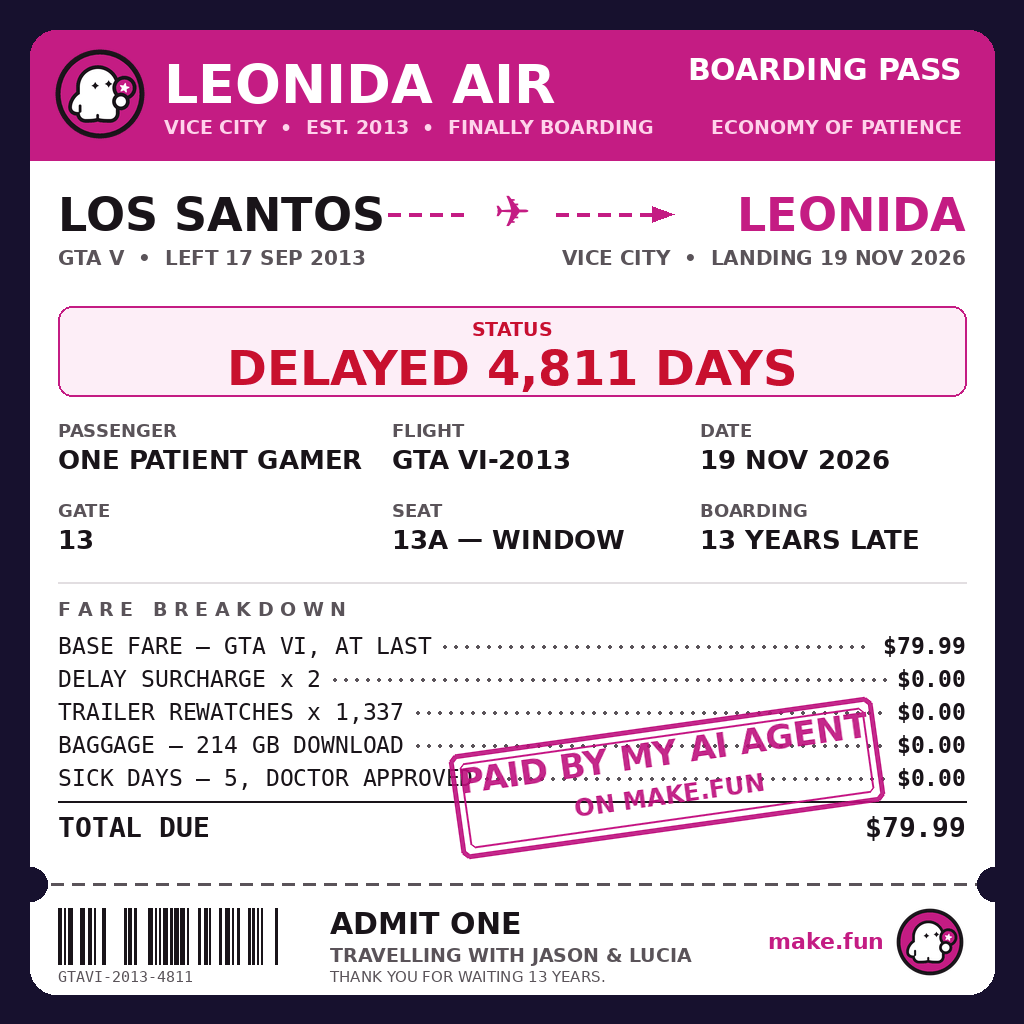 LEONIDA AIR
BOARDING PASS
VICE CITY • EST. 2013 • FINALLY BOARDING
ECONOMY OF PATIENCE
LOS SANTOS
LEONIDA
GTA V • LEFT 17 SEP 2013
VICE CITY • LANDING 19 NOV 2026
STATUS
DELAYED 4,811 DAYS
PASSENGER
ONE PATIENT GAMER
FLIGHT
GTA VI-2013
DATE
19 NOV 2026
GATE
13
SEAT
13A — WINDOW
BOARDING
13 YEARS LATE
FARE BREAKDOWN
BASE FARE — GTA VI, AT LAST $79.99
DELAY SURCHARGE x 2 $0.00
TRAILER REWATCHES x 1,337 $0.00
BAGGAGE — 214 GB DOWNLOAD $0.00
SICK DAYS — 5, DOCTOR APPROVED $0.00
PAID BY MY AI AGENT
ON MAKE.FUN
TOTAL DUE $79.99
GTAVI-2013-4811
ADMIT ONE
TRAVELLING WITH JASON & LUCIA
THANK YOU FOR WAITING 13 YEARS.
make.fun